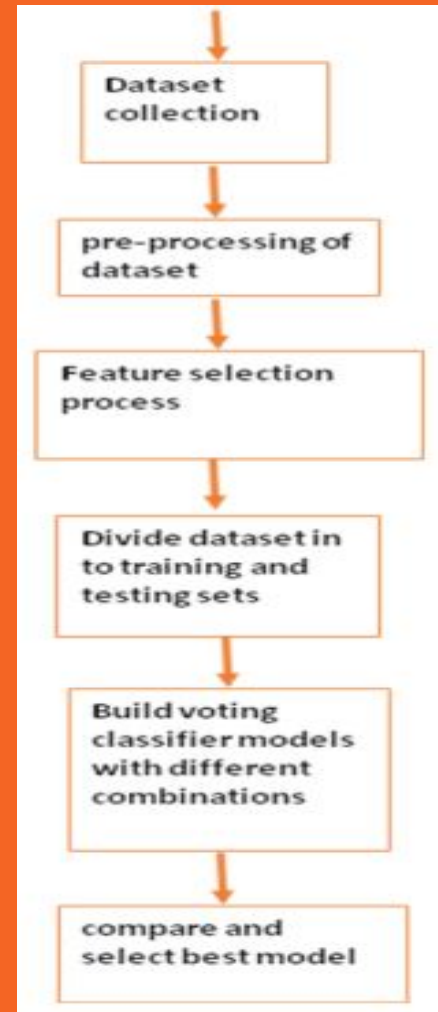 Dataset
collection
pre-processing of
dataset
Feature selection
process
Divide dataset in
to training and
testing sets
Build voting
classifier models
with different
combinations
compare and
select best model